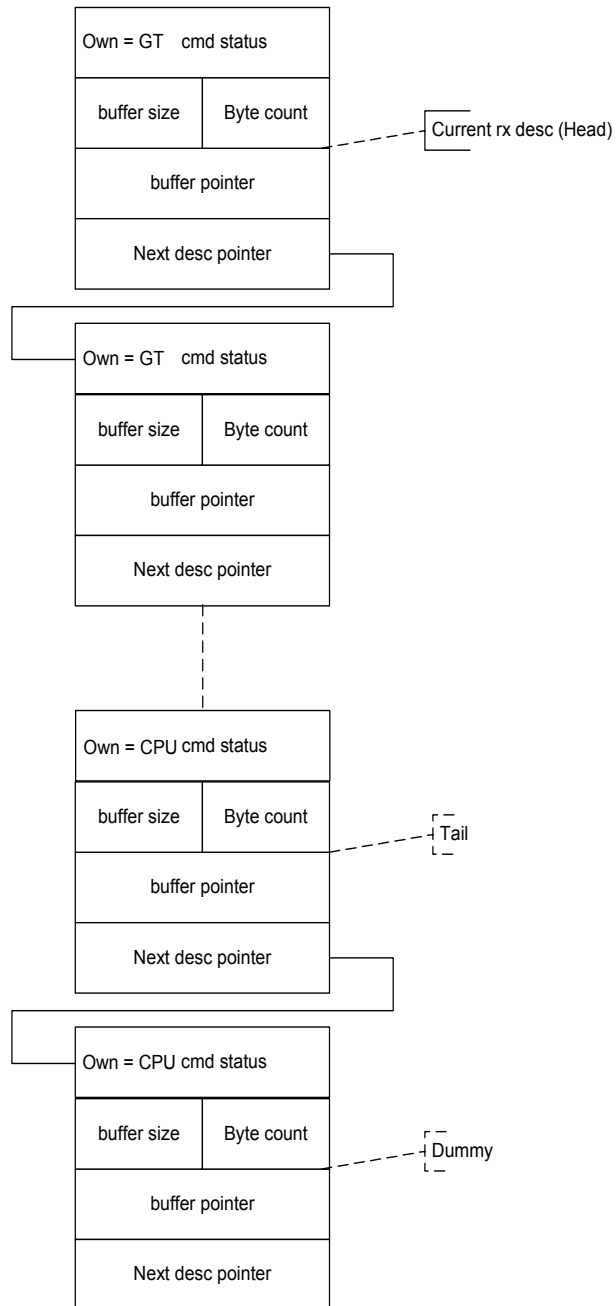 Own = GT cmd status
buffer size Byte count
Current rx desc (Head)
buffer pointer
Next desc pointer
Own = GT cmd status
buffer size Byte count
buffer pointer
Next desc pointer
Own = CPU cmd status
buffer size Byte count
Tail
buffer pointer
Next desc pointer
Own = CPU cmd status
buffer size Byte count
Dummy
buffer pointer
Next desc pointer